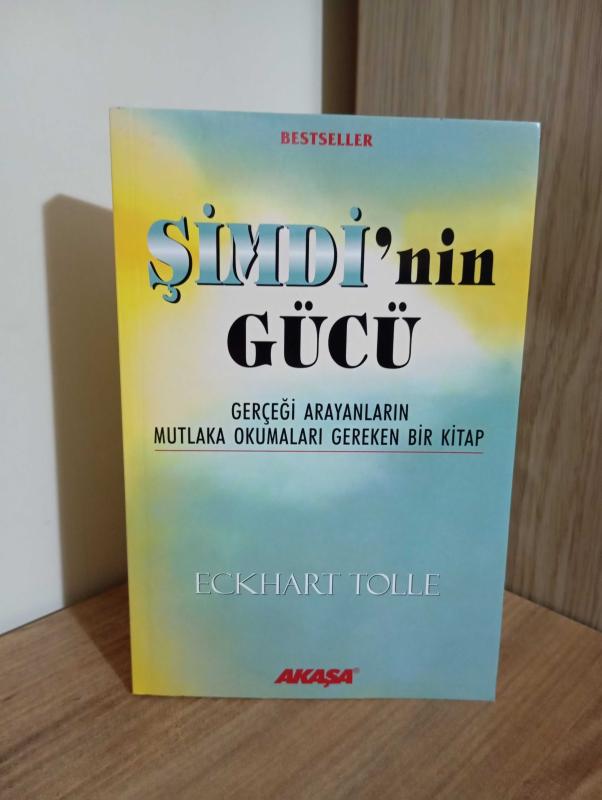 BESTSELLER
ŞİMDİ'nin
GÜCÜ
GERÇEĞİ ARAYANLARIN
MUTLAKA OKUMALARI GEREKEN BİR KİTAP
ECKHART TOLLE
AKAŞA®